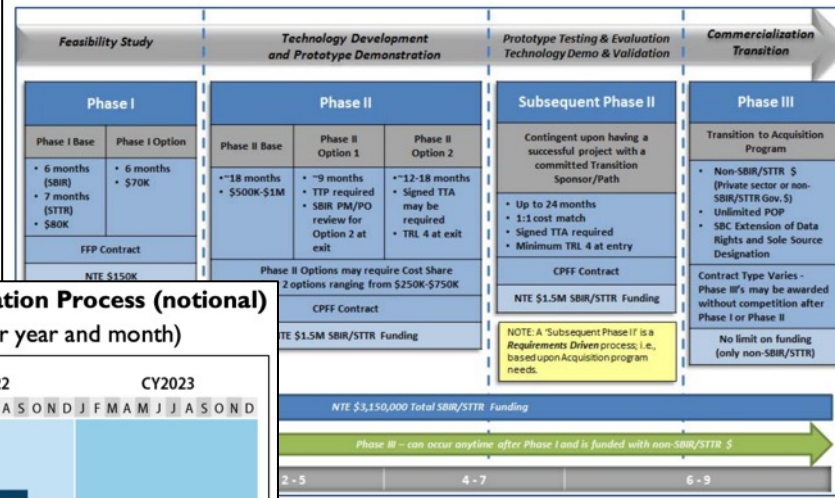 Feasibility Study
Technology Development
and Prototype Demonstration
Prototype Testing & Evaluation
Technology Demo & Validation
Commercialization
Transition
Phase I
Phase I Base
Phase I Option
• 6 months
(SBIR)
• 7 months
(STTR)
• $80K
• 6 months
• $70K
FFP Contract
NTE $150K
Phase II
Phase II Base
Phase II
Option 1
Phase II
Option 2
•~18 months
• $500K-$1M
• ~9 months
• TTP required
• SBIR PM/PO
review for
Option 2 at
exit
•~12-18 months
• Signed TTA
may be
required
• TRL 4 at exit
Phase II Options may require Cost Share
2 options ranging from $250K-$750K
CPFF Contract
NTE $1.5M SBIR/STTR Funding
Subsequent Phase II
Contingent upon having a
successful project with a
committed Transition
Sponsor/Path
• Up to 24 months
• 1:1 cost match
• Signed TTA required
• Minimum TRL 4 at entry
CPFF Contract
NTE $1.5M SBIR/STTR Funding
NOTE: A 'Subsequent Phase II' is a
Requirements Driven process; i.e.,
based upon Acquisition program
needs.
Phase III
Transition to Acquisition
Program
• Non-SBIR/STTR $
(Private sector or non-
SBIR/STTR Gov. $)
• Unlimited POP
• SBC Extension of Data
Rights and Sole Source
Designation
Contract Type Varies -
Phase III's may be awarded
without competition after
Phase I or Phase II
No limit on funding
(only non-SBIR/STTR)
NTE $3,150,000 Total SBIR/STTR Funding
Phase III – can occur anytime after Phase I and is funded with non-SBIR/STTR $
2 - 5
4 - 7
6 - 9
ation Process (notional)
r year and month)
22
CY2023
A S O N D J F M A M J J A S O N D